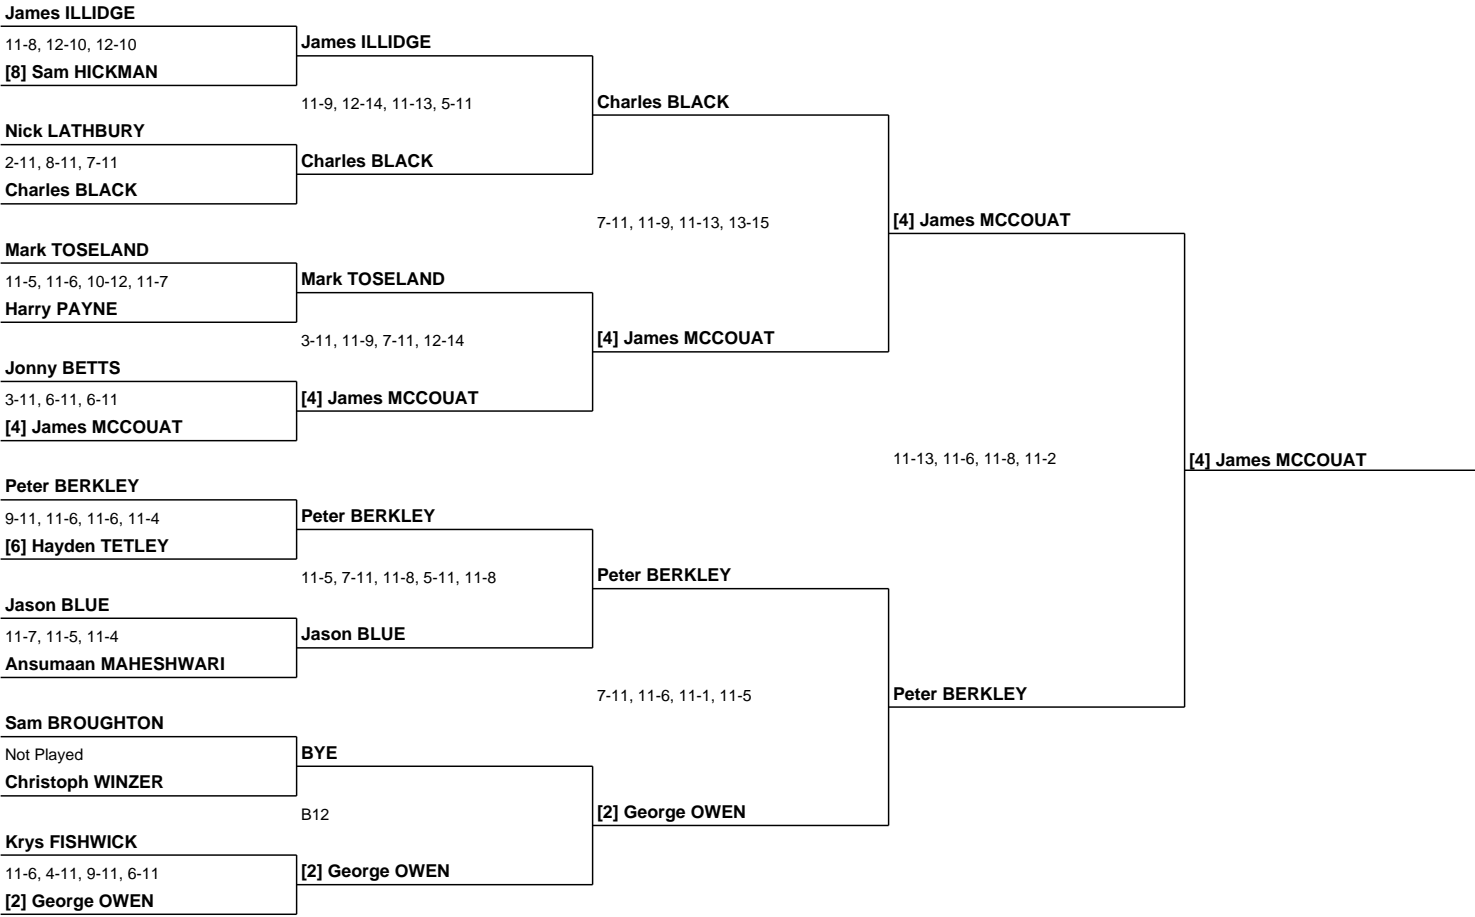 James ILLIDGE
11-8, 12-10, 12-10
[8] Sam HICKMAN
Nick LATHBURY
2-11, 8-11, 7-11
Charles BLACK
Mark TOSELAND
11-5, 11-6, 10-12, 11-7
Harry PAYNE
Jonny BETTS
3-11, 6-11, 6-11
[4] James MCCOUAT
Peter BERKLEY
9-11, 11-6, 11-6, 11-4
[6] Hayden TETLEY
Jason BLUE
11-7, 11-5, 11-4
Ansumaan MAHESHWARI
Sam BROUGHTON
Not Played
Christoph WINZER
Krys FISHWICK
11-6, 4-11, 9-11, 6-11
[2] George OWEN
James ILLIDGE
11-9, 12-14, 11-13, 5-11
Charles BLACK
Mark TOSELAND
3-11, 11-9, 7-11, 12-14
[4] James MCCOUAT
Peter BERKLEY
11-5, 7-11, 11-8, 5-11, 11-8
Jason BLUE
BYE
B12
[2] George OWEN
Charles BLACK
7-11, 11-9, 11-13, 13-15
[4] James MCCOUAT
Peter BERKLEY
7-11, 11-6, 11-1, 11-5
[2] George OWEN
[4] James MCCOUAT
11-13, 11-6, 11-8, 11-2
Peter BERKLEY
[4] James MCCOUAT